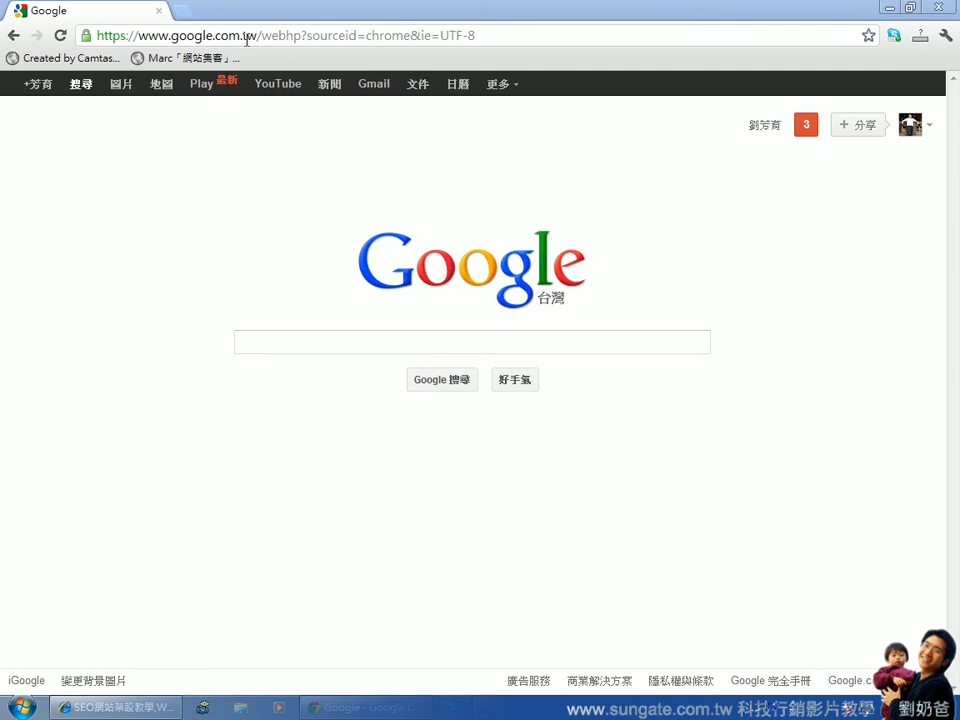 Google
https://www.google.com.tw/webhp?sourceid=chrome&ie=UTF-8
Created by Camtas... Marc「網站集客」...
+芳育 搜尋 圖片 地圖 Play 最新 YouTube 新聞 Gmail 文件 日曆 更多
劉芳育 3 + 分享
Google
台灣
Google 搜尋 好手氣
iGoogle 變更背景圖片 廣告服務 商業解決方案 隱私權與條款 Google 完全手冊 Google.c
SEO網站架設教學,W... Google - Google C...
www.sungate.com.tw 科技行銷影片教學 劉奶爸